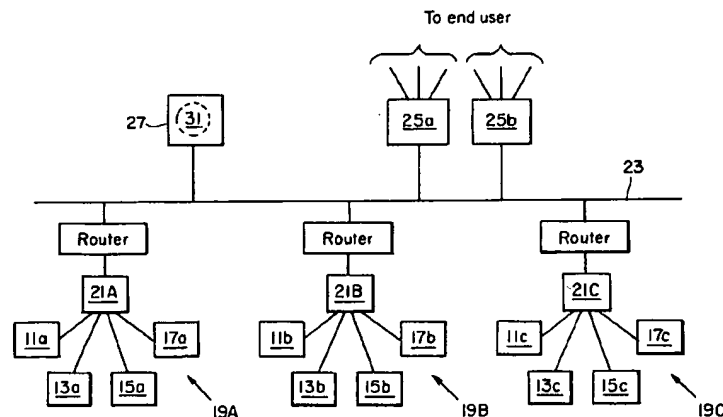 To end user
27
31
25a
25b
23
Router
Router
Router
21A
21B
21C
11a
17a
11b
17b
11c
17c
13a
15a
13b
15b
13c
15c
19A
19B
19C